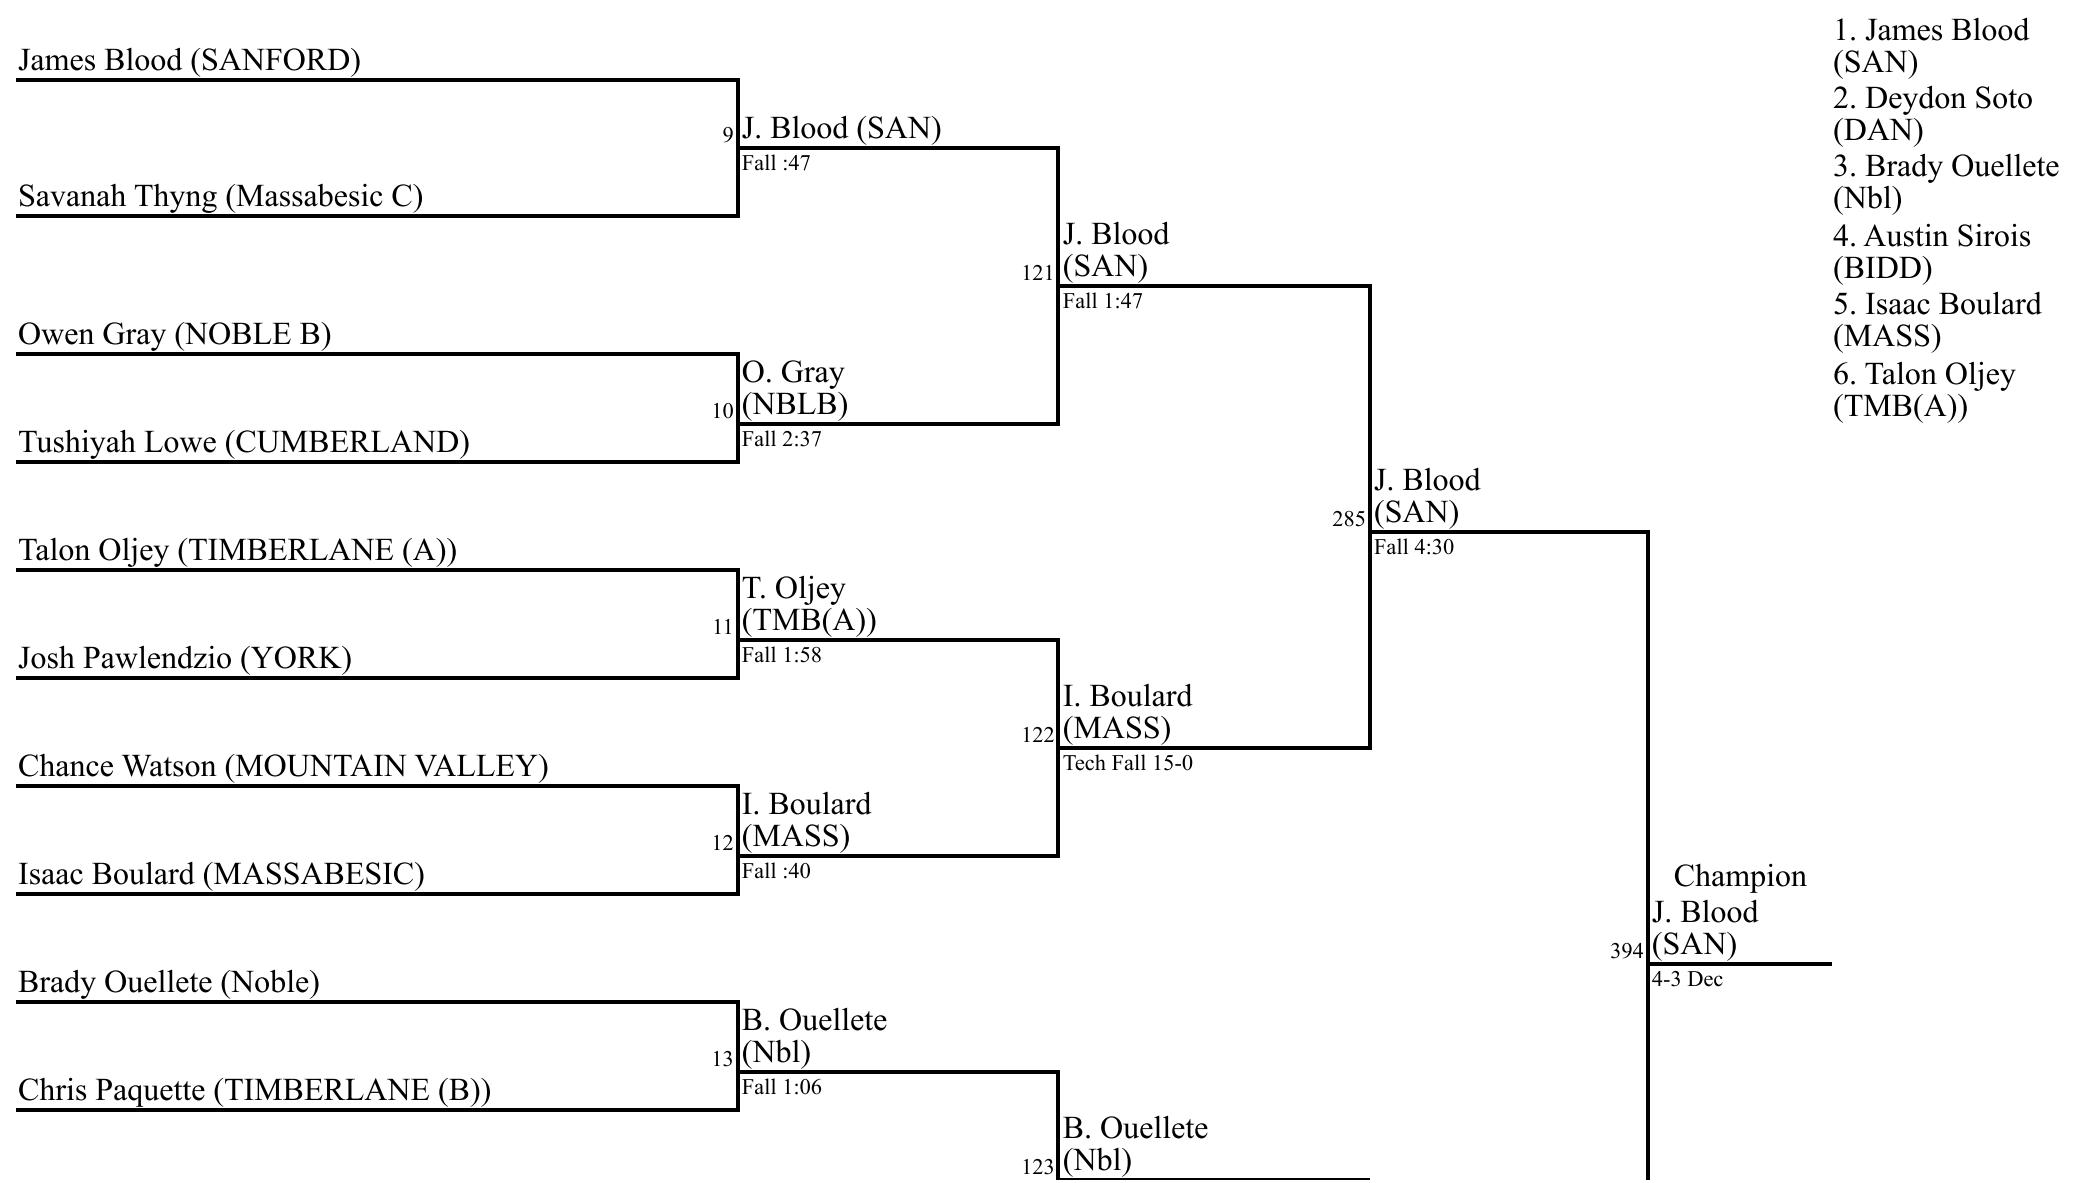 James Blood (SANFORD)
9
J. Blood (SAN)
Fall :47
Savanah Thyng (Massabesic C)
121
J. Blood
(SAN)
Fall 1:47
Owen Gray (NOBLE B)
10
O. Gray
(NBLB)
Fall 2:37
Tushiyah Lowe (CUMBERLAND)
285
J. Blood
(SAN)
Fall 4:30
Talon Oljey (TIMBERLANE (A))
11
T. Oljey
(TMB(A))
Fall 1:58
Josh Pawlendzio (YORK)
122
I. Boulard
(MASS)
Tech Fall 15-0
Chance Watson (MOUNTAIN VALLEY)
12
I. Boulard
(MASS)
Fall :40
Isaac Boulard (MASSABESIC)
Champion
394
J. Blood
(SAN)
4-3 Dec
Brady Ouellete (Noble)
13
B. Ouellete
(Nbl)
Fall 1:06
Chris Paquette (TIMBERLANE (B))
123
B. Ouellete
(Nbl)
1. James Blood
(SAN)
2. Deydon Soto
(DAN)
3. Brady Ouellete
(Nbl)
4. Austin Sirois
(BIDD)
5. Isaac Boulard
(MASS)
6. Talon Oljey
(TMB(A))